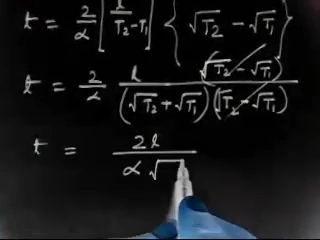 t = 2/α [l/T₂-T₁] {√T₂ - √T₁}
t = 2/α l (√T₂ - √T₁)/(√T₂ + √T₁)(√T₂ - √T₁)
t = 2l/α√